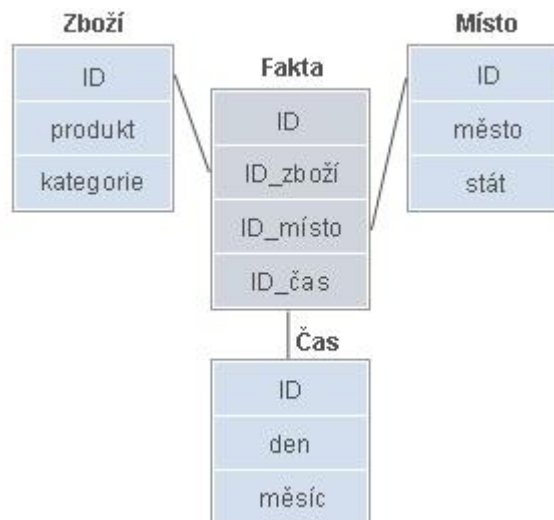 Zboží
ID
produkt
kategorie
Fakta
ID
ID_zboží
ID_místo
ID_čas
Místo
ID
město
stát
Čas
ID
den
měsíc